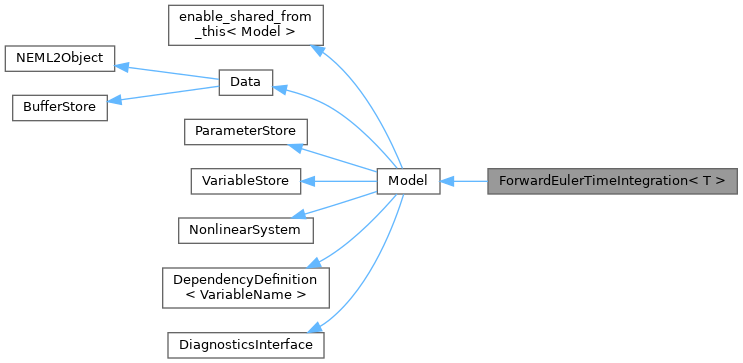 enable_shared_from
_this< Model >
NEML2Object
Data
BufferStore
ParameterStore
VariableStore
Model
ForwardEulerTimeIntegration< T >
NonlinearSystem
DependencyDefinition
< VariableName >
DiagnosticsInterface